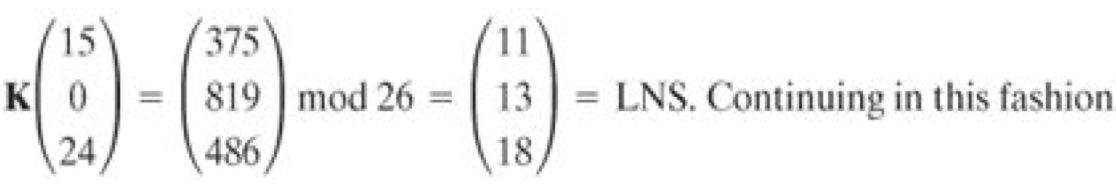 K(15 0 24) = (375 819 486) mod 26 = (11 13 18) = LNS. Continuing in this fashion